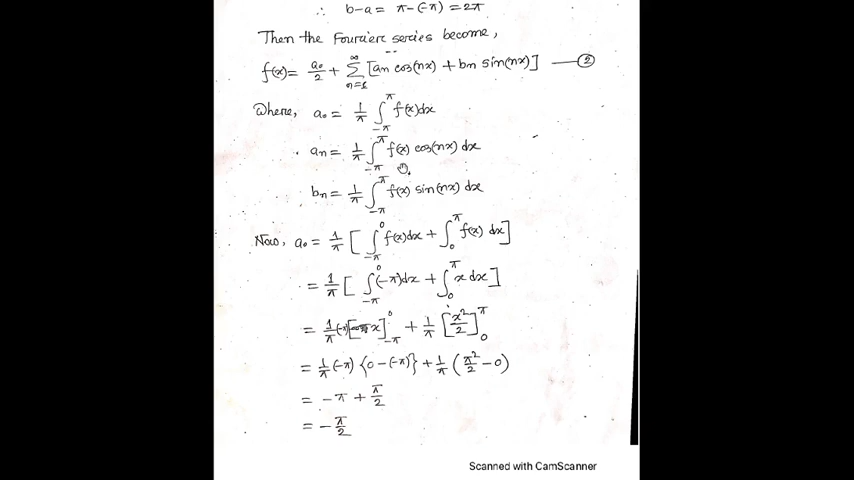 ∴ b-a = π-(-π) = 2π
Then the Fourier series become,
f(x) = a₀/2 + ∑_{n=1}^{∞} [an cos(nx) + bn sin(nx)] — ②
Where, a₀ = 1/π ∫_{-π}^{π} f(x)dx
an = 1/π ∫_{-π}^{π} f(x) cos(nx) dx
bn = 1/π ∫_{-π}^{π} f(x) sin(nx) dx
Now, a₀ = 1/π [ ∫_{-π}^{0} f(x)dx + ∫_{0}^{π} f(x) dx ]
= 1/π [ ∫_{-π}^{0} (-π)dx + ∫_{0}^{π} x dx ]
= 1/π (-π) [x]_{-π}^{0} + 1/π [x²/2]_{0}^{π}
= 1/π (-π) {0-(-π)} + 1/π (π²/2 - 0)
= -π + π/2
= -π/2
Scanned with CamScanner